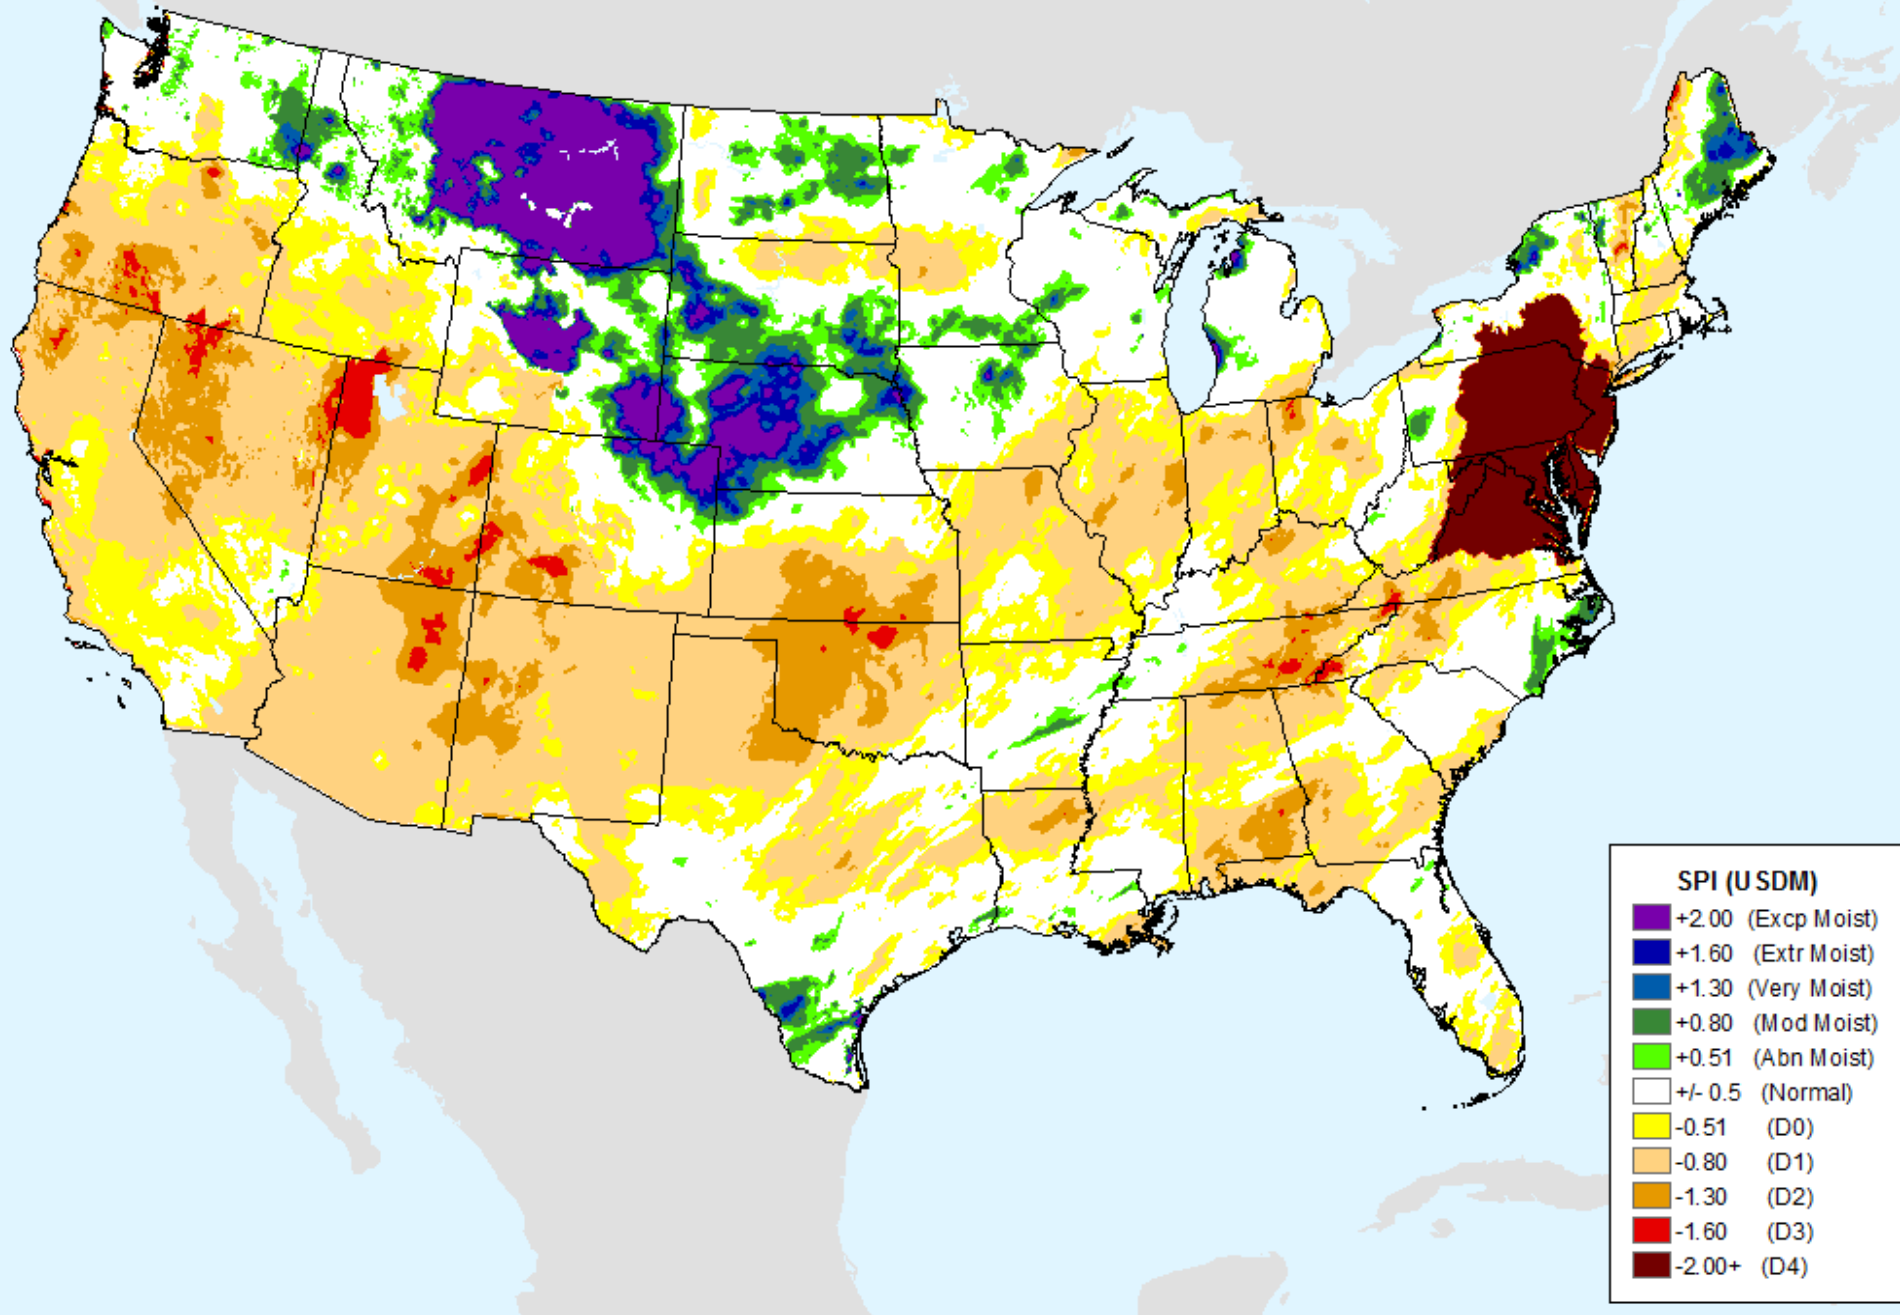 SPI (USDM)
+2.00 (Excp Moist)
+1.60 (Extr Moist)
+1.30 (Very Moist)
+0.80 (Mod Moist)
+0.51 (Abn Moist)
+/- 0.5 (Normal)
-0.51 (D0)
-0.80 (D1)
-1.30 (D2)
-1.60 (D3)
-2.00+ (D4)